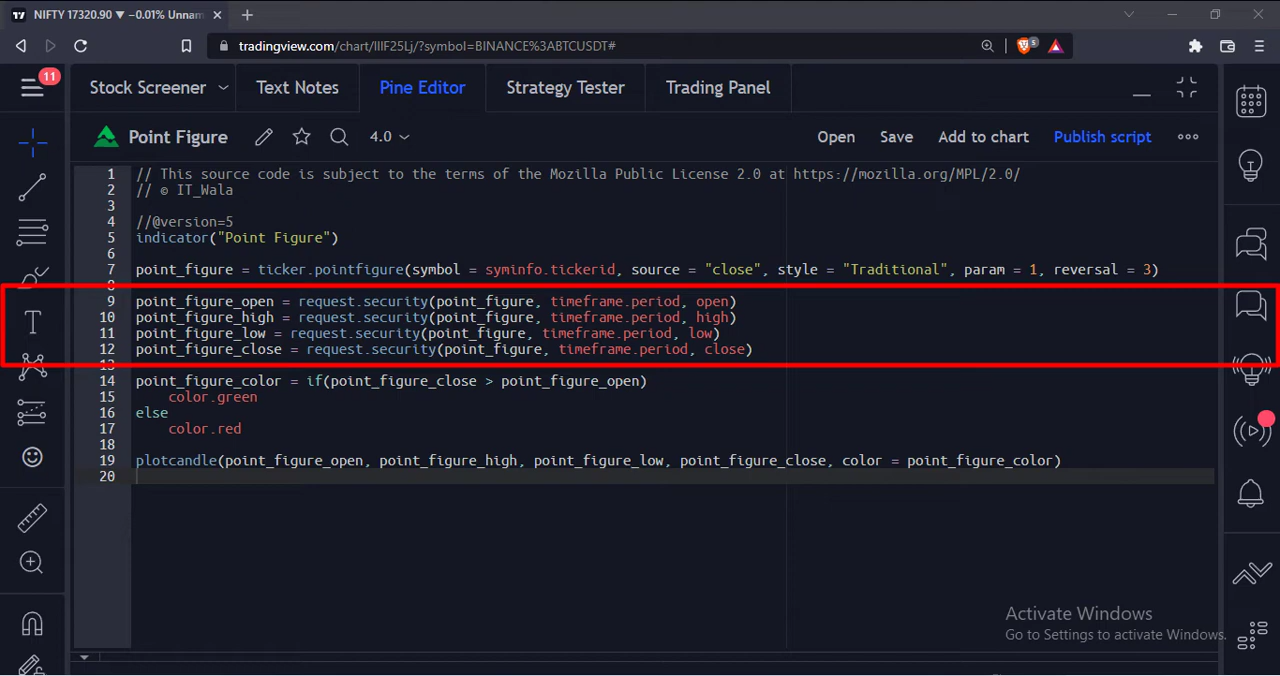 NIFTY 17320.90 ▼ −0.01% Unnam
tradingview.com/chart/IIIF25Lj/?symbol=BINANCE%3ABTCUSDT#
5
11
Stock Screener Text Notes Pine Editor Strategy Tester Trading Panel
Point Figure 4.0 Open Save Add to chart Publish script
1 // This source code is subject to the terms of the Mozilla Public License 2.0 at https://mozilla.org/MPL/2.0/
2 // © IT_Wala
3
4 //@version=5
5 indicator("Point Figure")
6
7 point_figure = ticker.pointfigure(symbol = syminfo.tickerid, source = "close", style = "Traditional", param = 1, reversal = 3)
8
9 point_figure_open = request.security(point_figure, timeframe.period, open)
10 point_figure_high = request.security(point_figure, timeframe.period, high)
11 point_figure_low = request.security(point_figure, timeframe.period, low)
12 point_figure_close = request.security(point_figure, timeframe.period, close)
13
14 point_figure_color = if(point_figure_close > point_figure_open)
15 color.green
16 else
17 color.red
18
19 plotcandle(point_figure_open, point_figure_high, point_figure_low, point_figure_close, color = point_figure_color)
20
Activate Windows
Go to Settings to activate Windows.